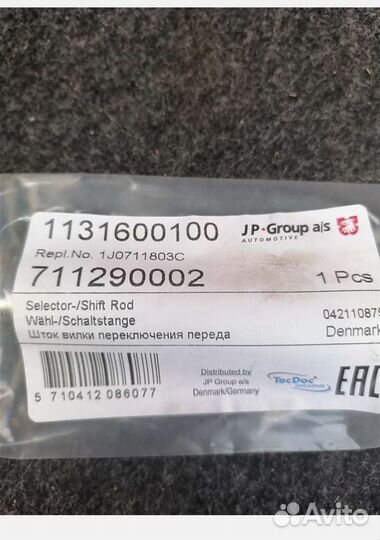 1131600100
JP Group a/s
AUTOMOTIVE
Repl.No. 1J0711803C
711290002
1 Pcs
Selector-/Shift Rod
Wähl-/Schaltstange
Шток вилки переключения переда
042110875
Denmark
Distributed by
JP Group a/s
Denmark/Germany
TecDoc
EAC
5 710412 086077
Avito